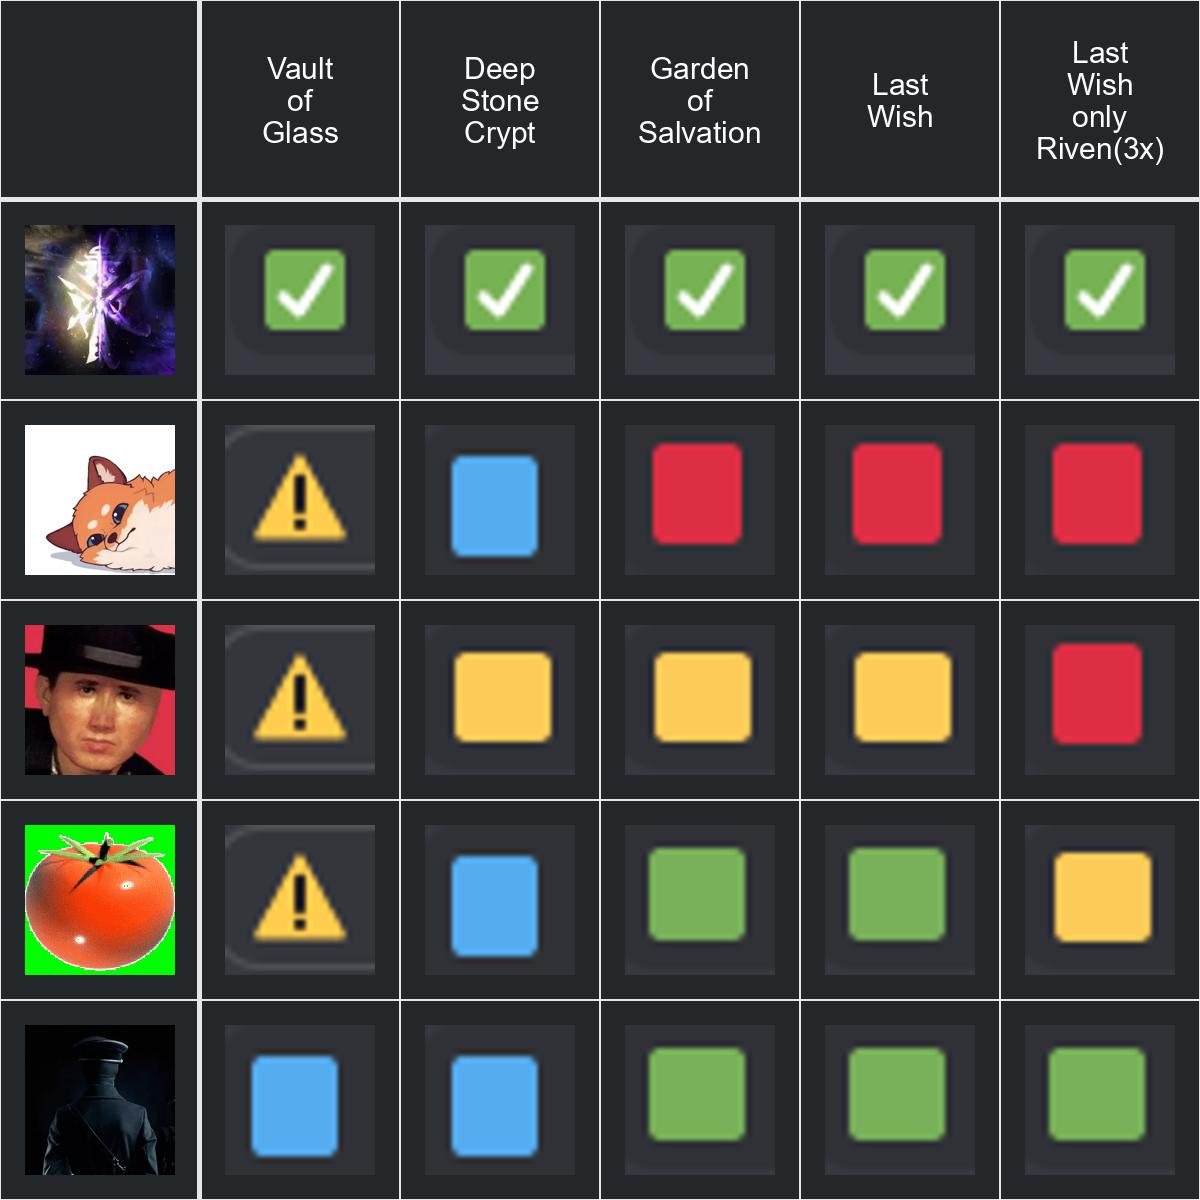 Vault
of
Glass
Deep
Stone
Crypt
Garden
of
Salvation
Last
Wish
Last
Wish
only
Riven(3x)